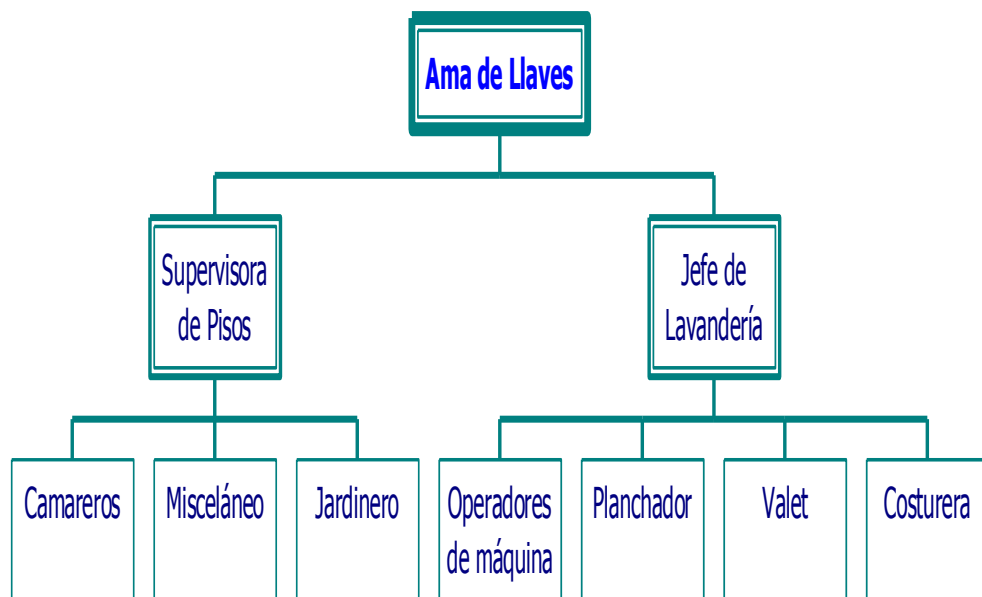 Ama de Llaves
Supervisora
de Pisos
Jefe de
Lavandería
Camareros
Misceláneo
Jardinero
Operadores
de máquina
Planchador
Valet
Costurera